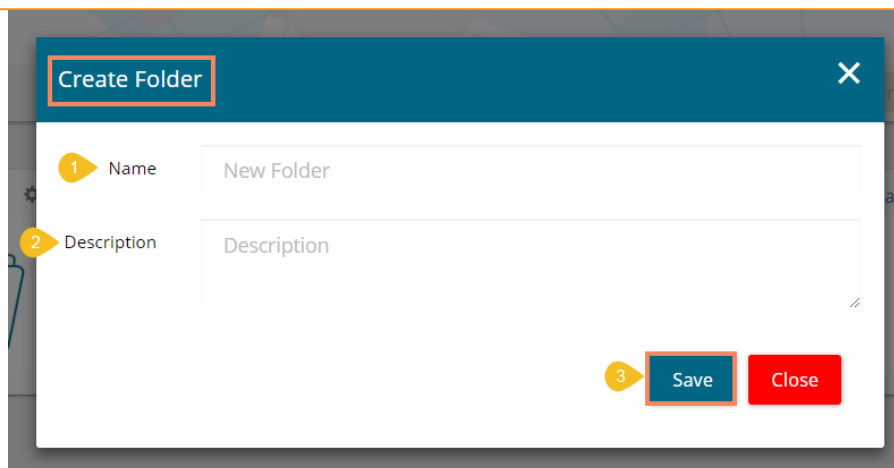 Create Folder
1 Name New Folder
2 Description Description
3 Save Close